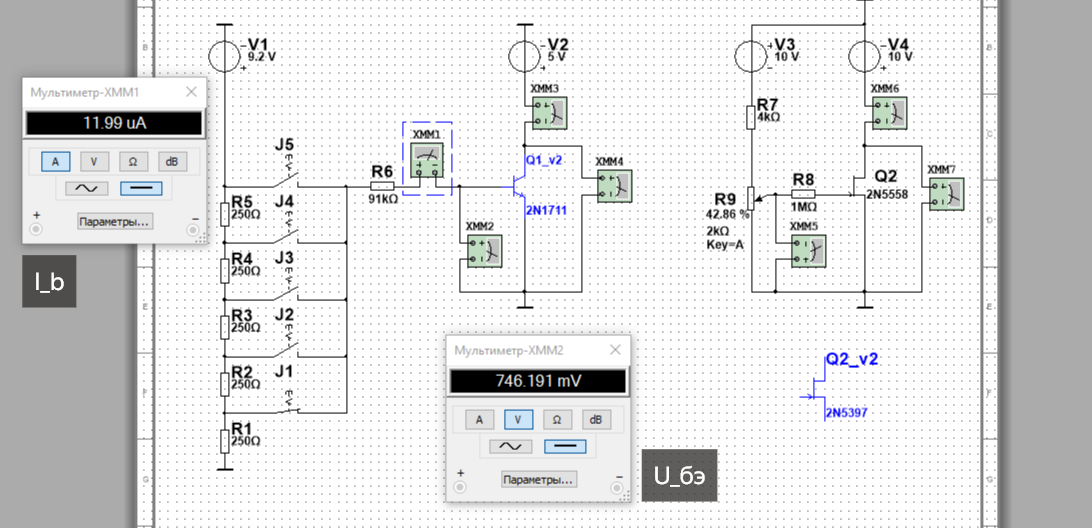 B
B
D
D
E
E
F
F
G
G
V1
9.2 V
V2
5 V
V3
10 V
V4
10 V
Мультиметр-XMM1
11.99 uA
A
V
Ω
dB
+
−
Параметры...
I_b
J5
J4
J3
J2
J1
R5
250Ω
R4
250Ω
R3
250Ω
R2
250Ω
R1
250Ω
R6
91kΩ
XMM1
XMM2
XMM3
XMM4
Q1_v2
2N1711
R7
4kΩ
R9
42.86 %
2kΩ
Key=A
R8
1MΩ
XMM5
XMM6
XMM7
Q2
2N5558
Q2_v2
2N5397
Мультиметр-XMM2
746.191 mV
A
V
Ω
dB
+
−
Параметры...
U_бэ